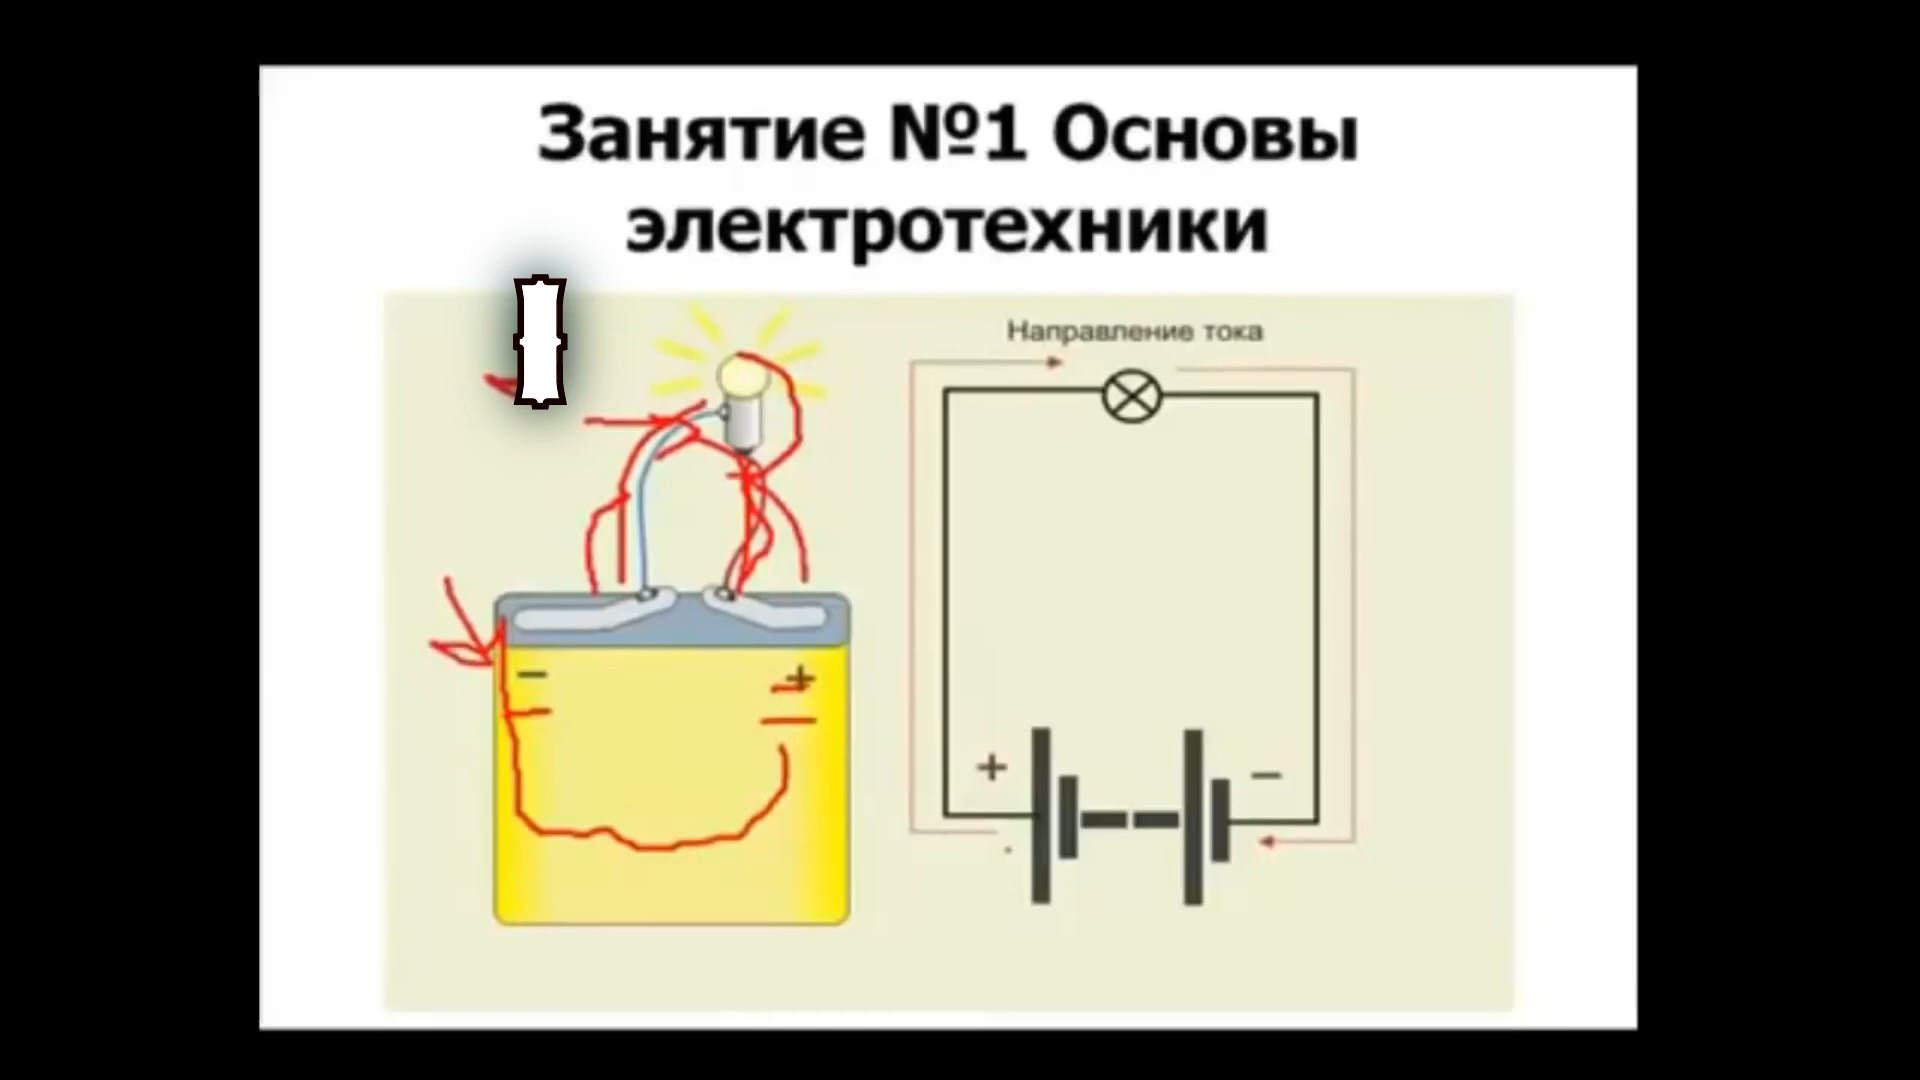 Занятие №1 Основы
электротехники
Направление тока
− +
+ −